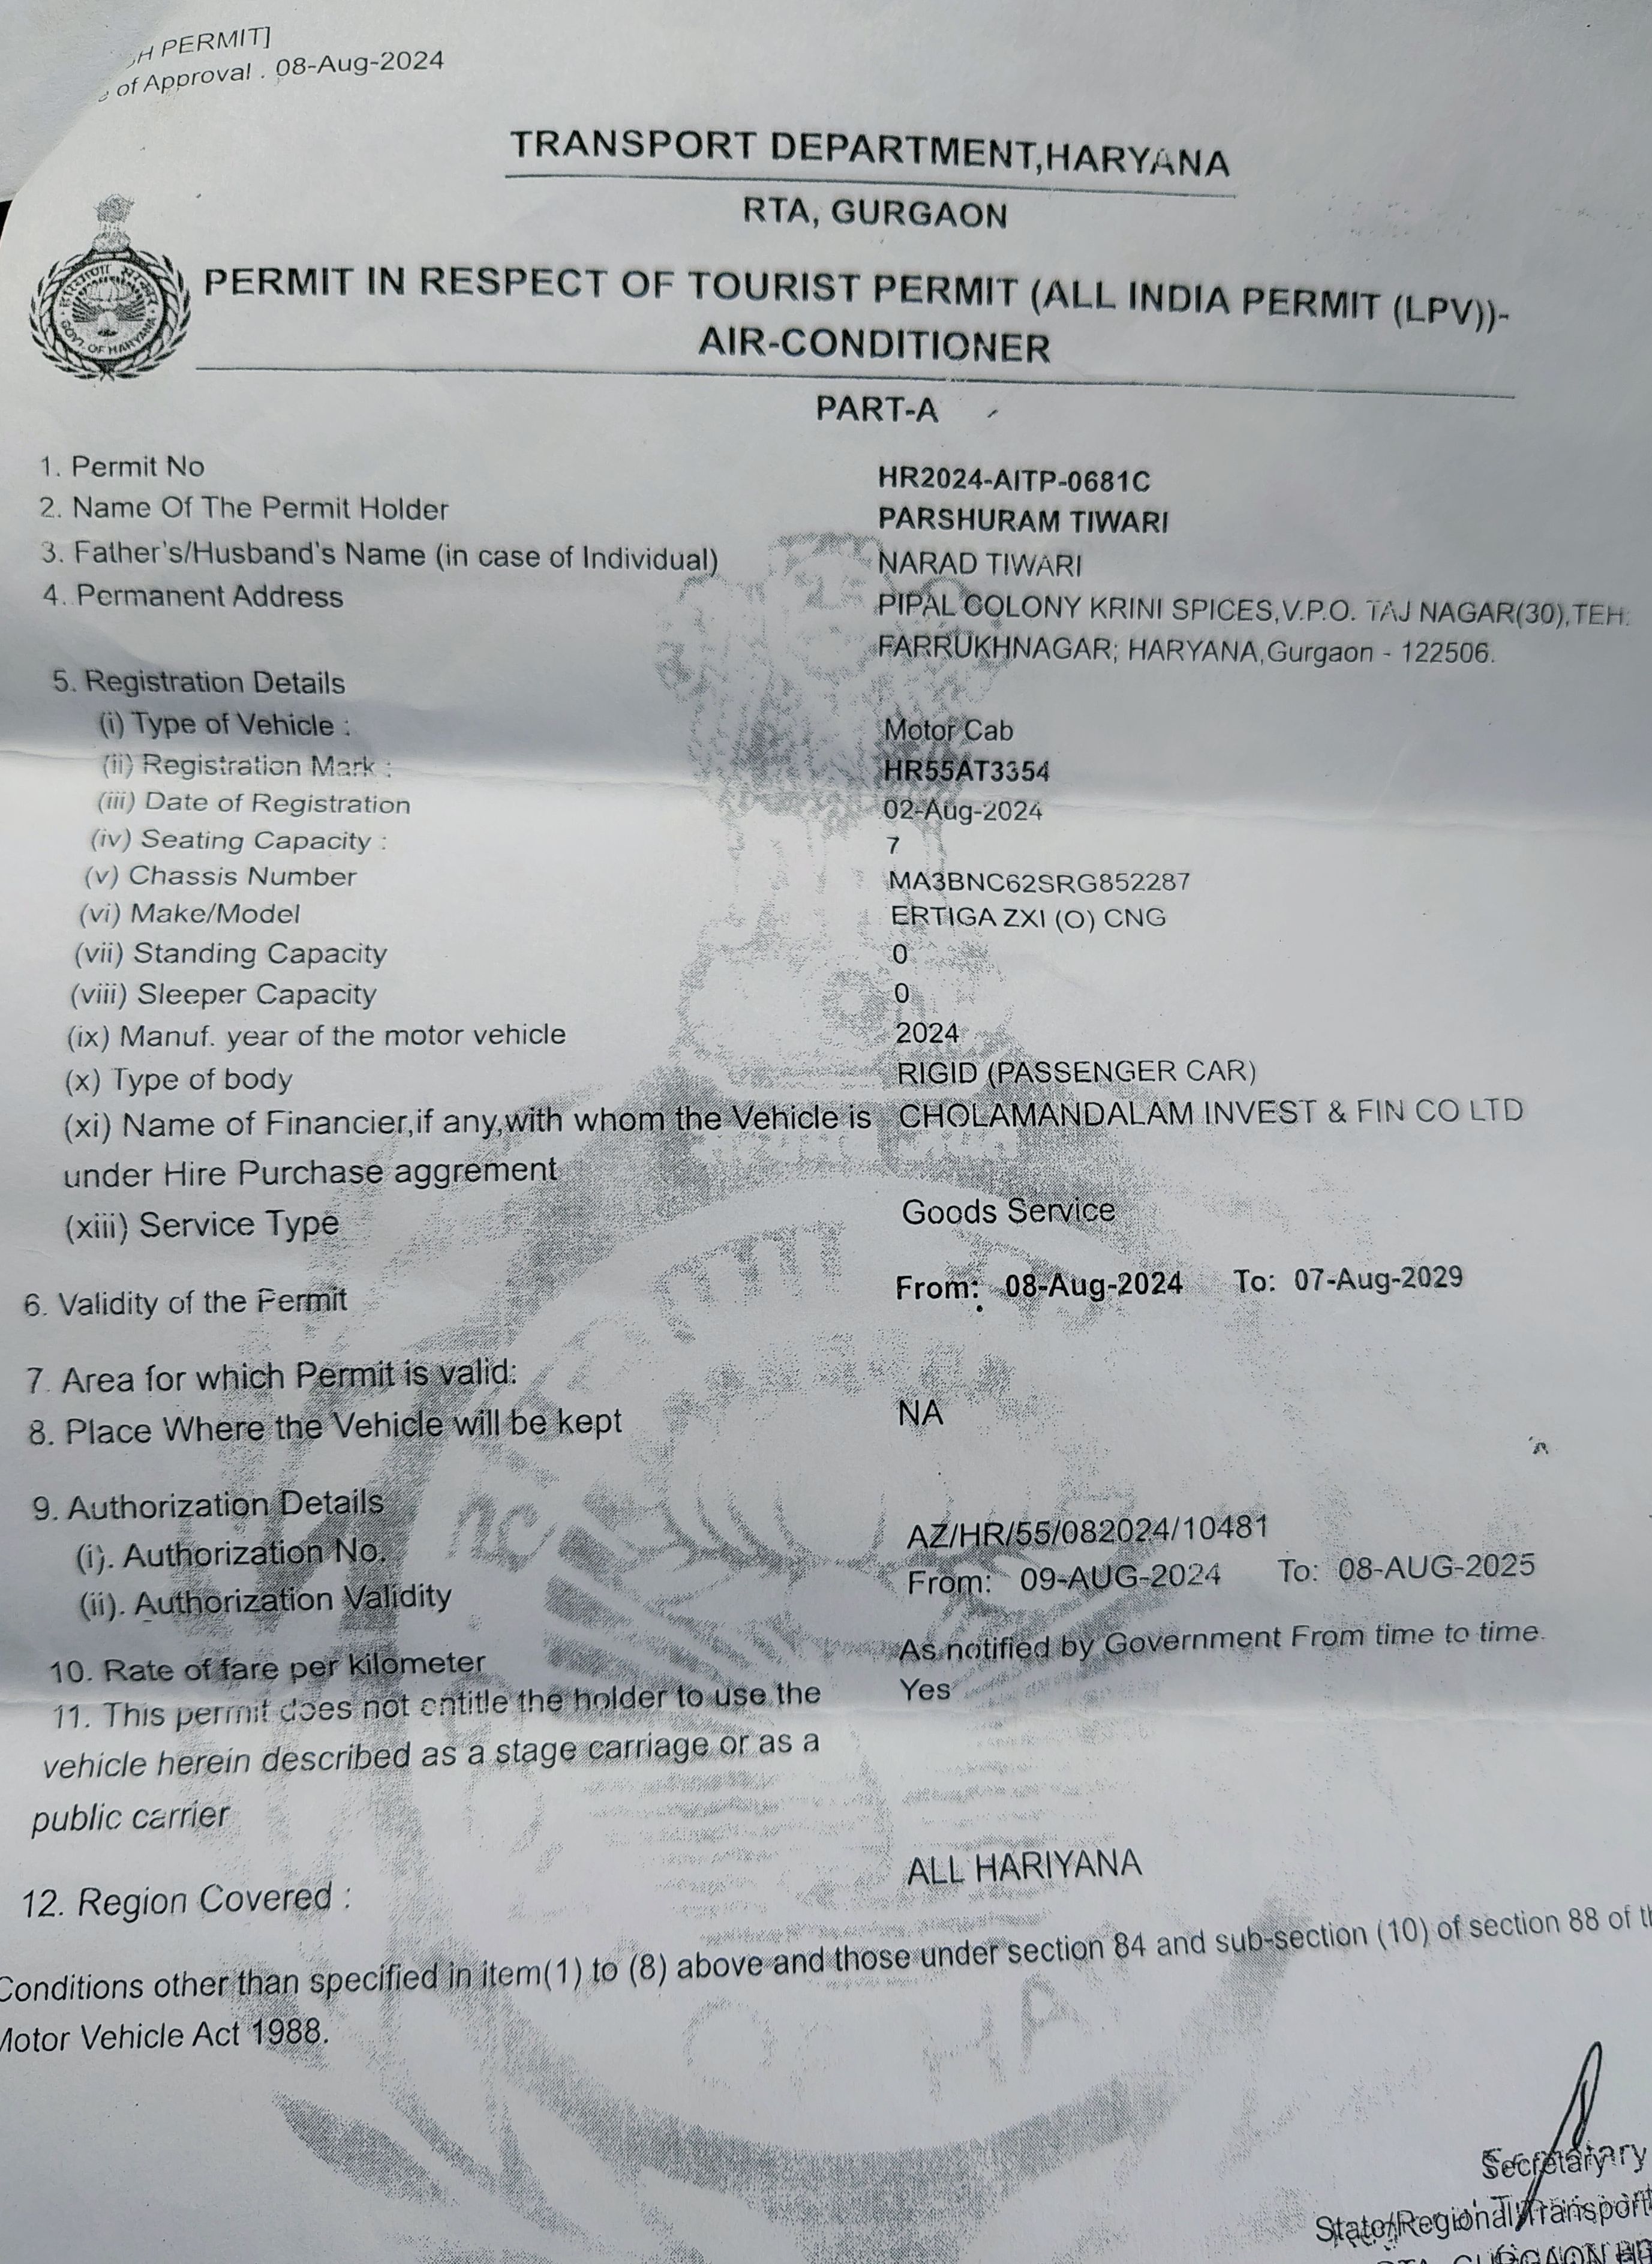 PERMIT]
of Approval . 08-Aug-2024
TRANSPORT DEPARTMENT,HARYANA
RTA, GURGAON
GOVT. OF HARYANA
PERMIT IN RESPECT OF TOURIST PERMIT (ALL INDIA PERMIT (LPV))-
AIR-CONDITIONER
PART-A
1. Permit No HR2024-AITP-0681C
2. Name Of The Permit Holder PARSHURAM TIWARI
3. Father's/Husband's Name (in case of Individual) NARAD TIWARI
4. Permanent Address PIPAL COLONY KRINI SPICES,V.P.O. TAJ NAGAR(30),TEH.
FARRUKHNAGAR; HARYANA,Gurgaon - 122506.
5. Registration Details
(i) Type of Vehicle : Motor Cab
(ii) Registration Mark : HR55AT3354
(iii) Date of Registration 02-Aug-2024
(iv) Seating Capacity : 7
(v) Chassis Number MA3BNC62SRG852287
(vi) Make/Model ERTIGA ZXI (O) CNG
(vii) Standing Capacity 0
(viii) Sleeper Capacity 0
(ix) Manuf. year of the motor vehicle 2024
(x) Type of body RIGID (PASSENGER CAR)
(xi) Name of Financier,if any,with whom the Vehicle is CHOLAMANDALAM INVEST & FIN CO LTD
under Hire Purchase aggrement
(xiii) Service Type Goods Service
6. Validity of the Permit From: 08-Aug-2024 To: 07-Aug-2029
7. Area for which Permit is valid:
8. Place Where the Vehicle will be kept NA
9. Authorization Details
(i). Authorization No. AZ/HR/55/082024/10481
(ii). Authorization Validity From: 09-AUG-2024 To: 08-AUG-2025
10. Rate of fare per kilometer As notified by Government From time to time.
11. This permit does not entitle the holder to use the Yes
vehicle herein described as a stage carriage or as a
public carrier
12. Region Covered : ALL HARIYANA
Conditions other than specified in item(1) to (8) above and those under section 84 and sub-section (10) of section 88 of
Motor Vehicle Act 1988.
Secretary
State/Regional Transport